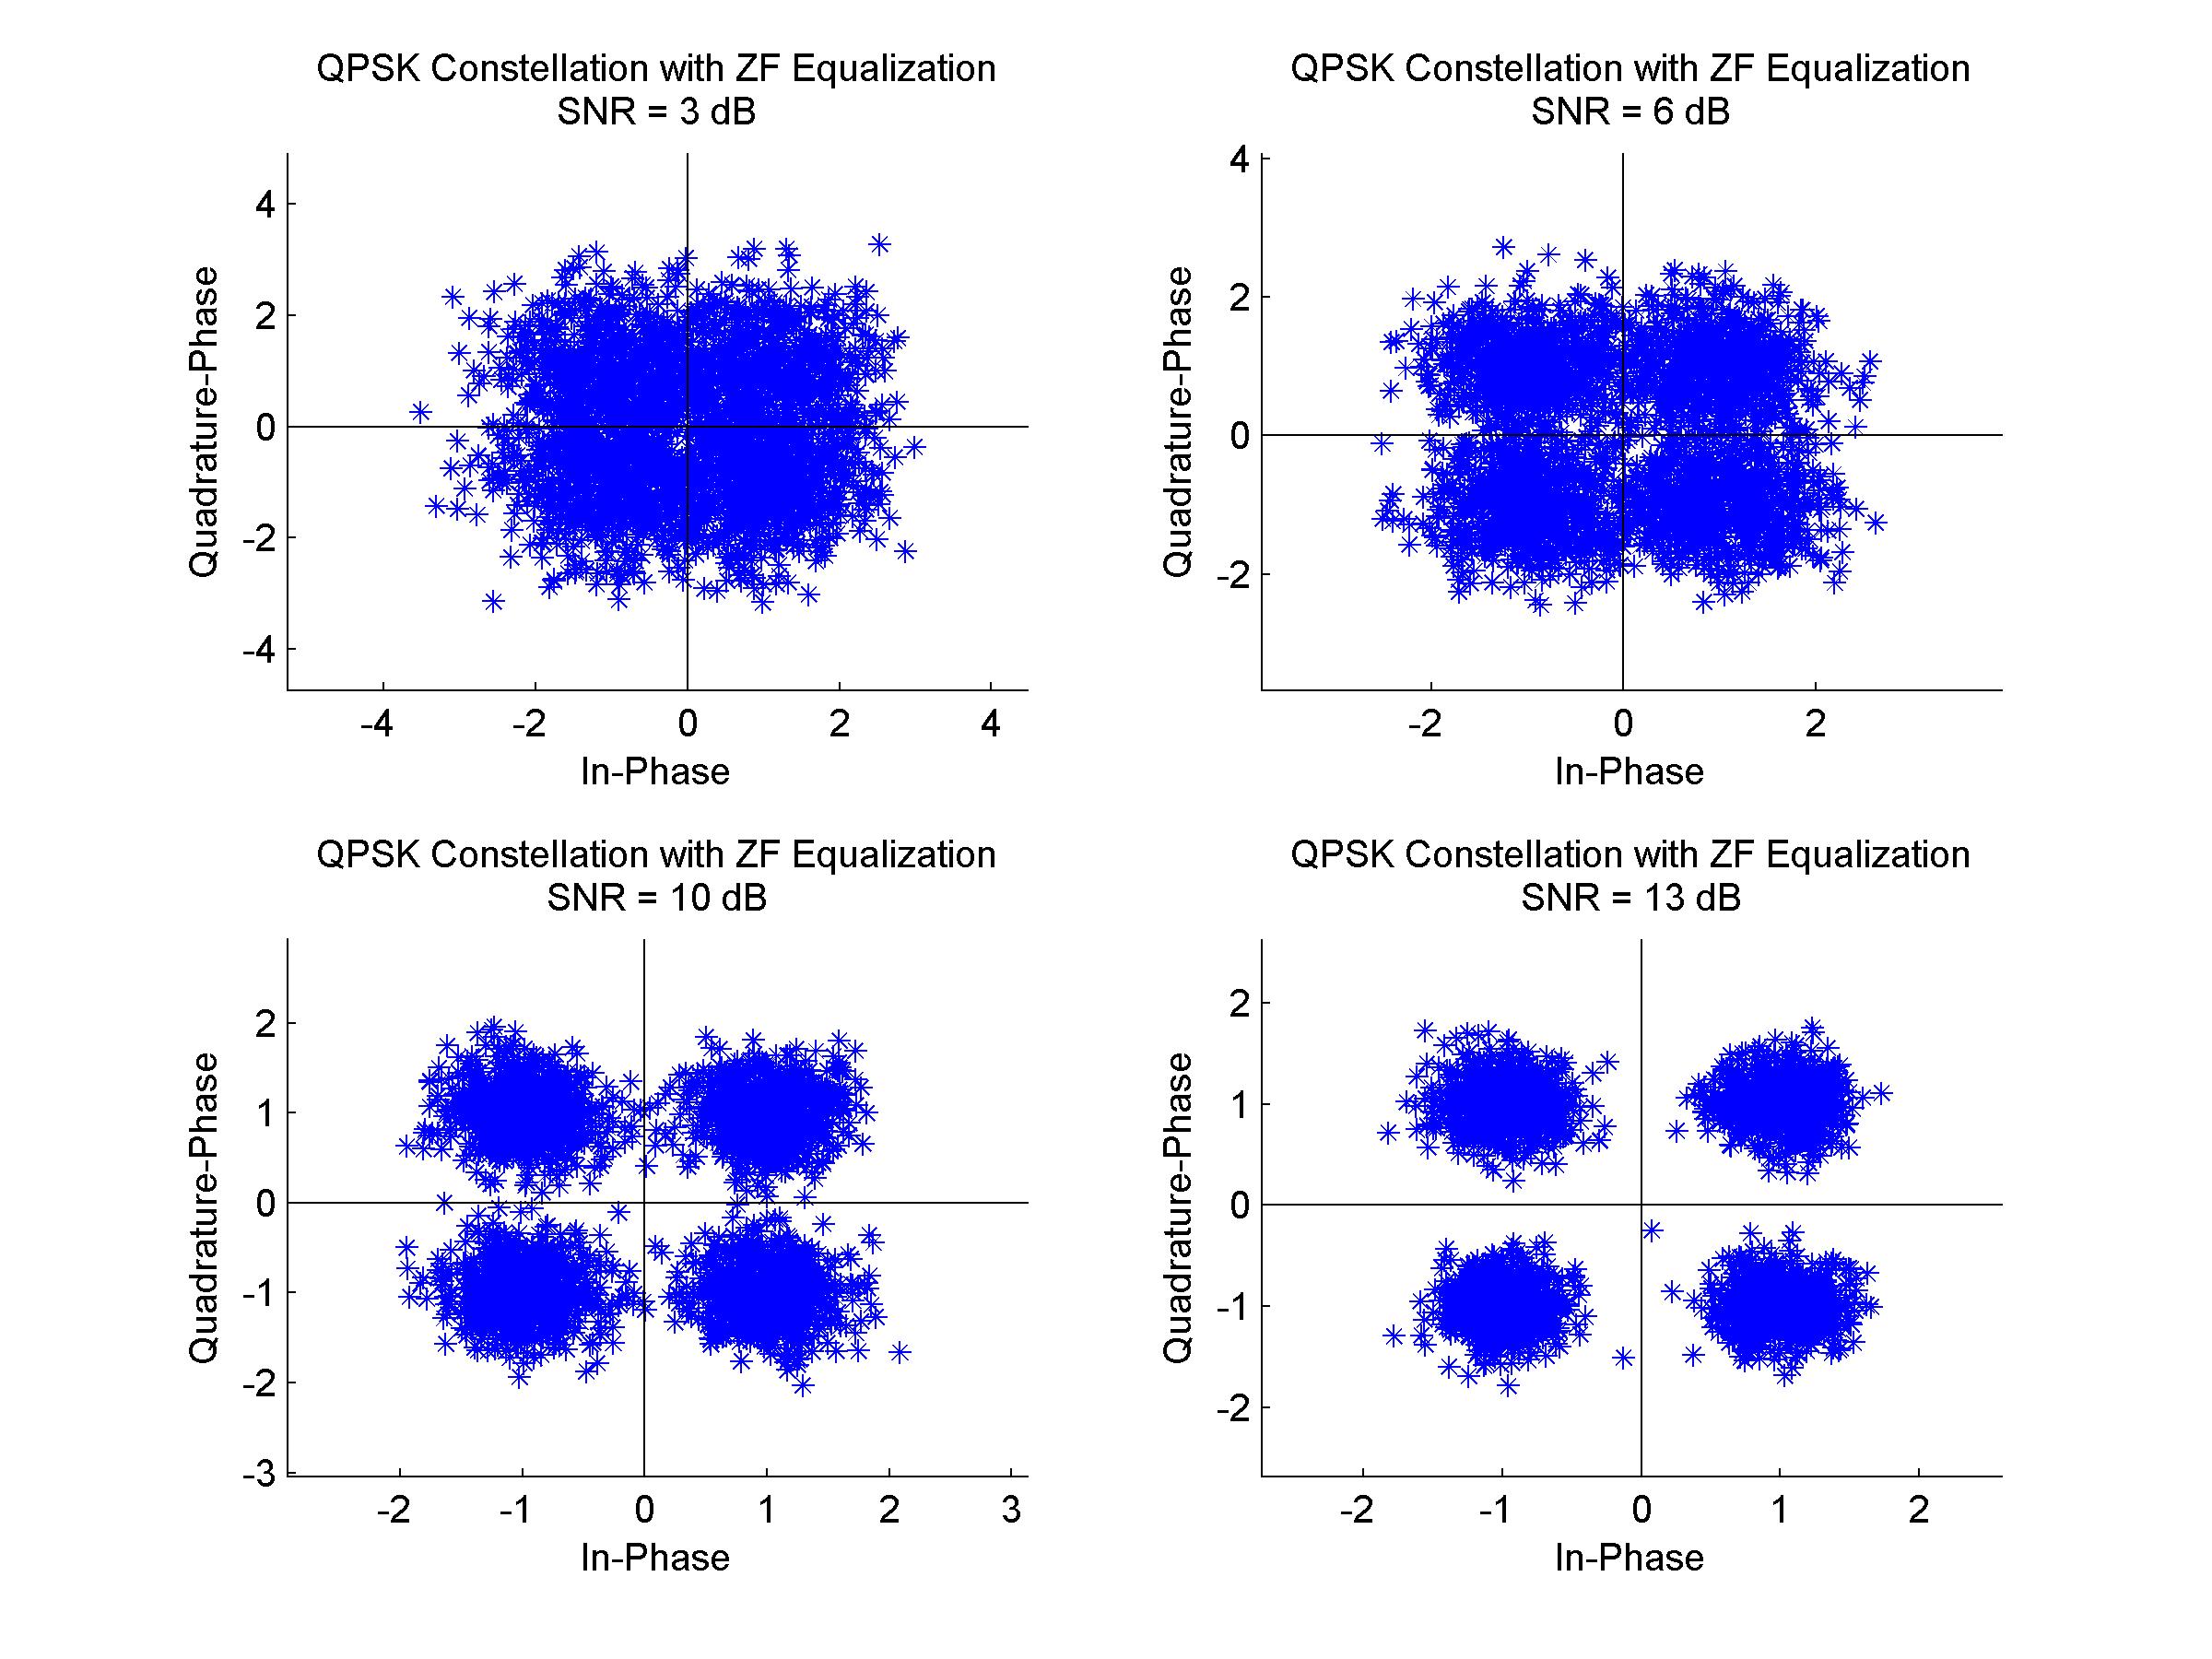 QPSK Constellation with ZF Equalization
SNR = 3 dB
4
2
0
-2
-4
Quadrature-Phase
-4 -2 0 2 4
In-Phase
QPSK Constellation with ZF Equalization
SNR = 6 dB
4
2
0
-2
Quadrature-Phase
-2 0 2
In-Phase
QPSK Constellation with ZF Equalization
SNR = 10 dB
2
1
0
-1
-2
-3
Quadrature-Phase
-2 -1 0 1 2 3
In-Phase
QPSK Constellation with ZF Equalization
SNR = 13 dB
2
1
0
-1
-2
Quadrature-Phase
-2 -1 0 1 2
In-Phase